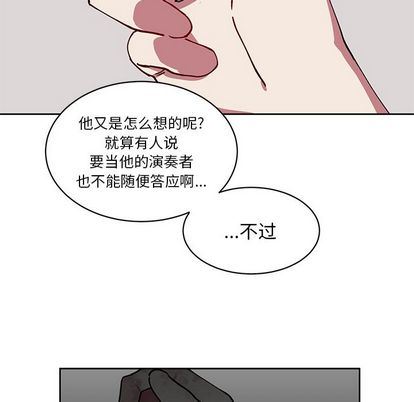 他又是怎么想的呢?
就算有人说
要当他的演奏者
也不能随便答应啊...
...不过